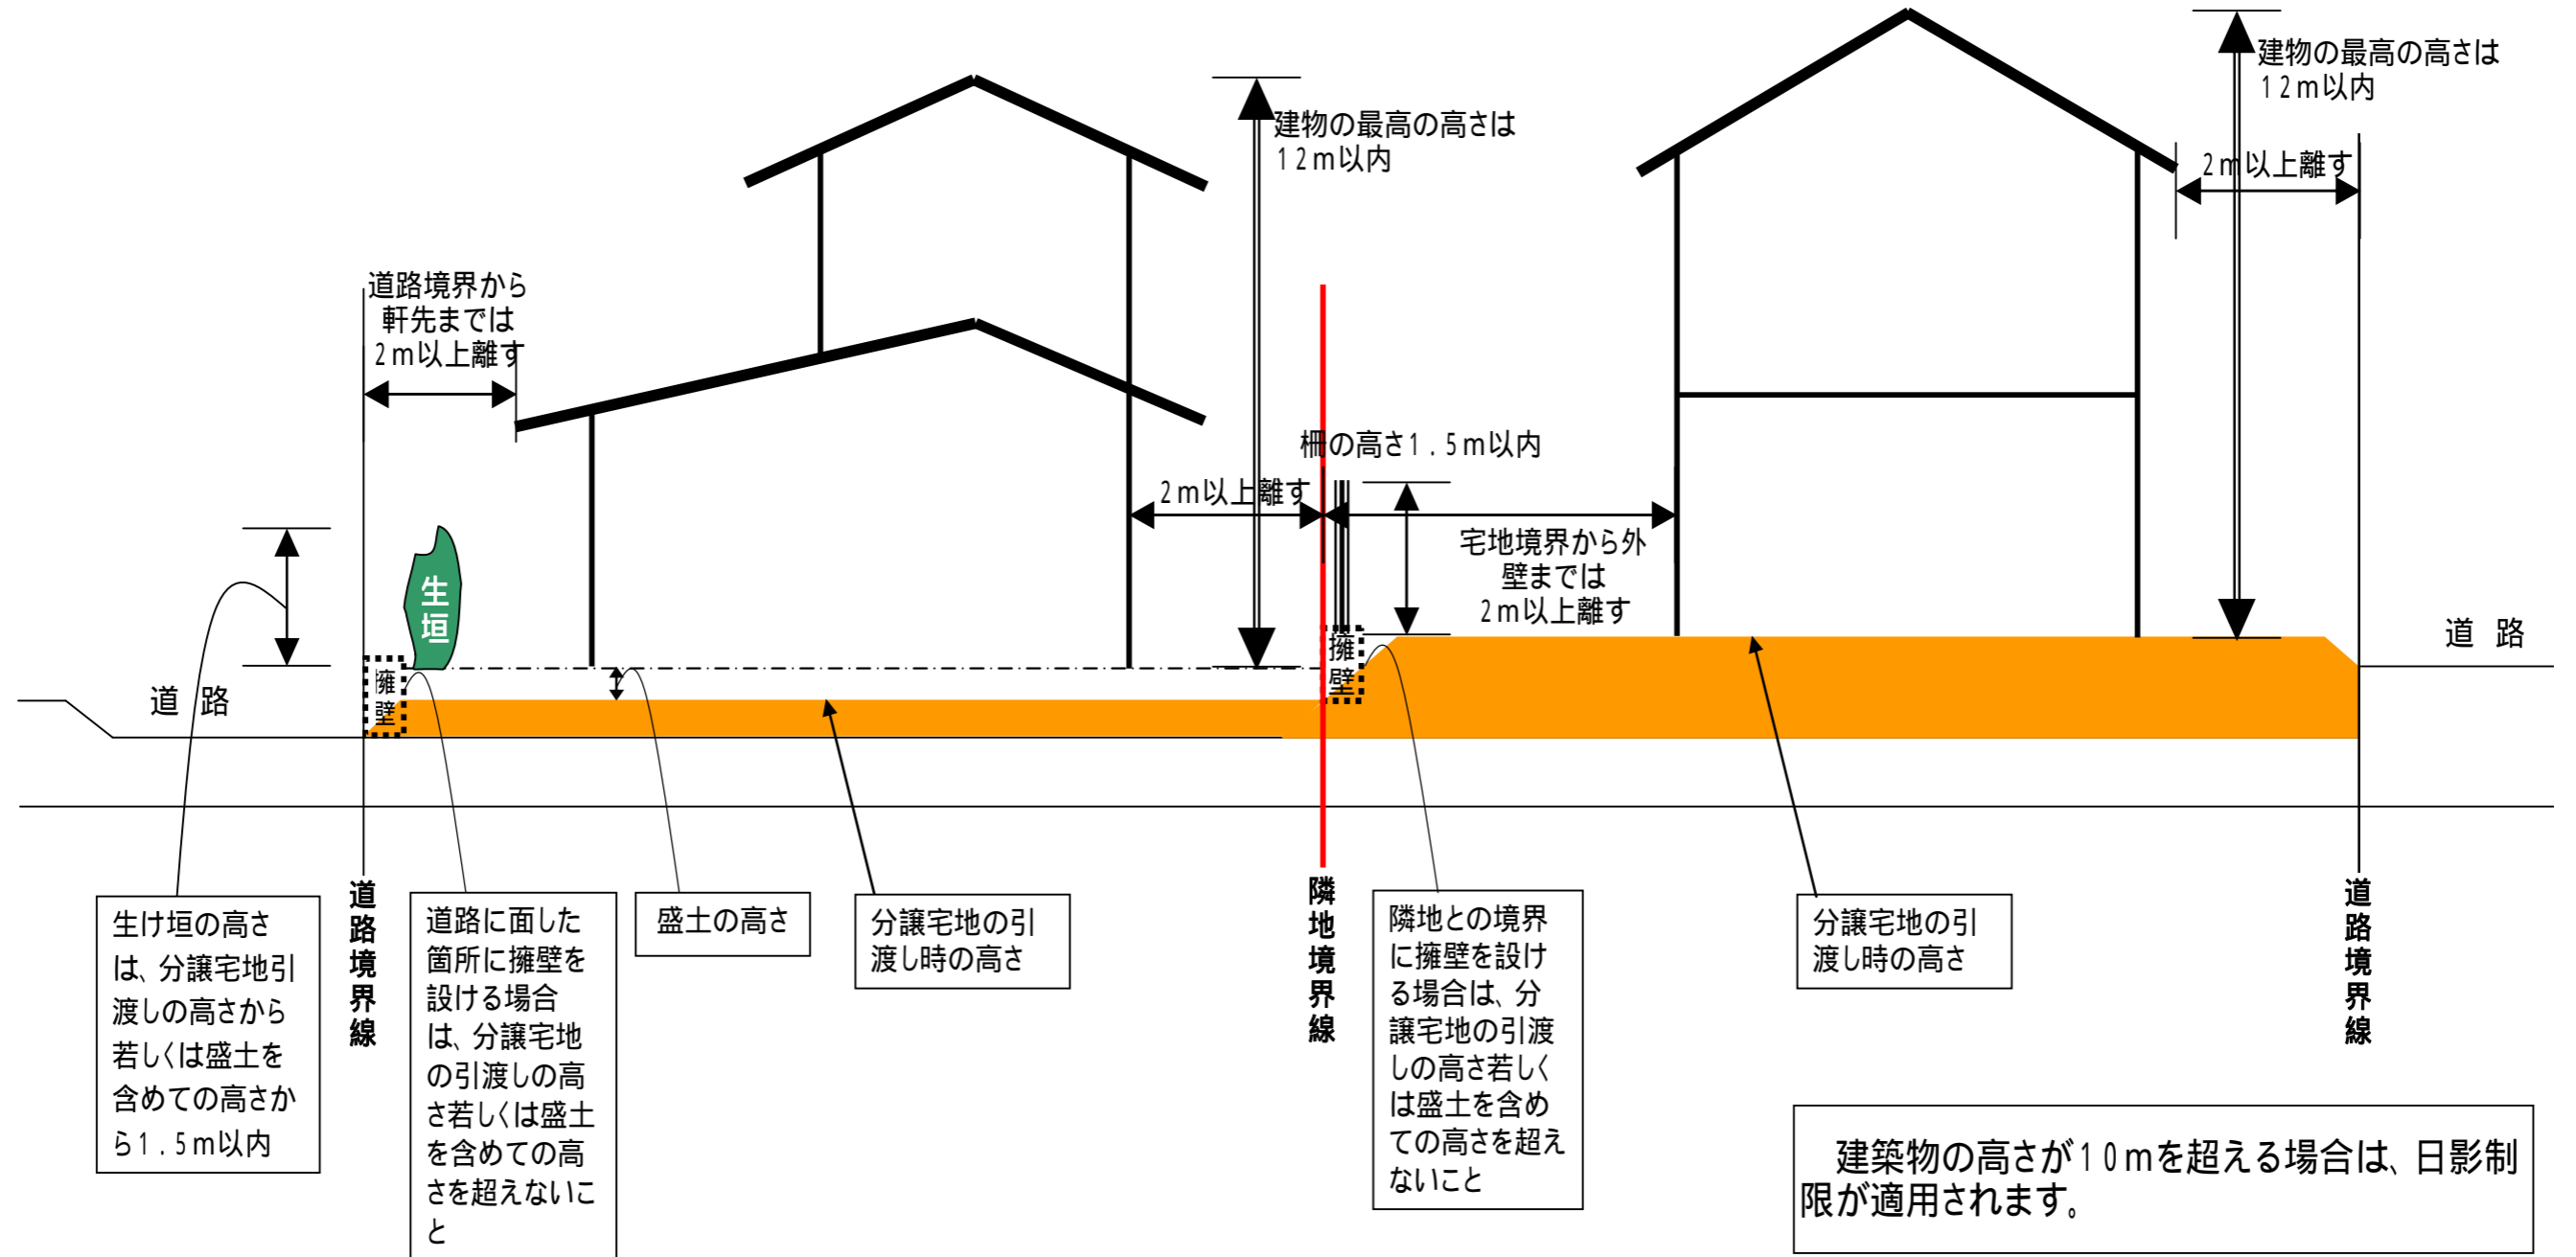 建物の最高の高さは
12m以内
建物の最高の高さは
12m以内
2m以上離す
道路境界から
軒先までは
2m以上離す
柵の高さ1.5m以内
2m以上離す
宅地境界から外
壁までは
2m以上離す
生
垣
擁
壁
擁
壁
道 路
道 路
生け垣の高さ
は、分譲宅地引
渡しの高さから
若しくは盛土を
含めての高さか
ら1.5m以内
道路境界線
道路に面した
箇所に擁壁を
設ける場合
は、分譲宅地
の引渡しの高
さ若しくは盛土
を含めての高
さを超えないこ
と
盛土の高さ
分譲宅地の引
渡し時の高さ
隣地境界線
隣地との境界
に擁壁を設け
る場合は、分
譲宅地の引渡
しの高さ若しく
は盛土を含め
ての高さを超え
ないこと
分譲宅地の引
渡し時の高さ
道路境界線
建築物の高さが10mを超える場合は、日影制
限が適用されます。